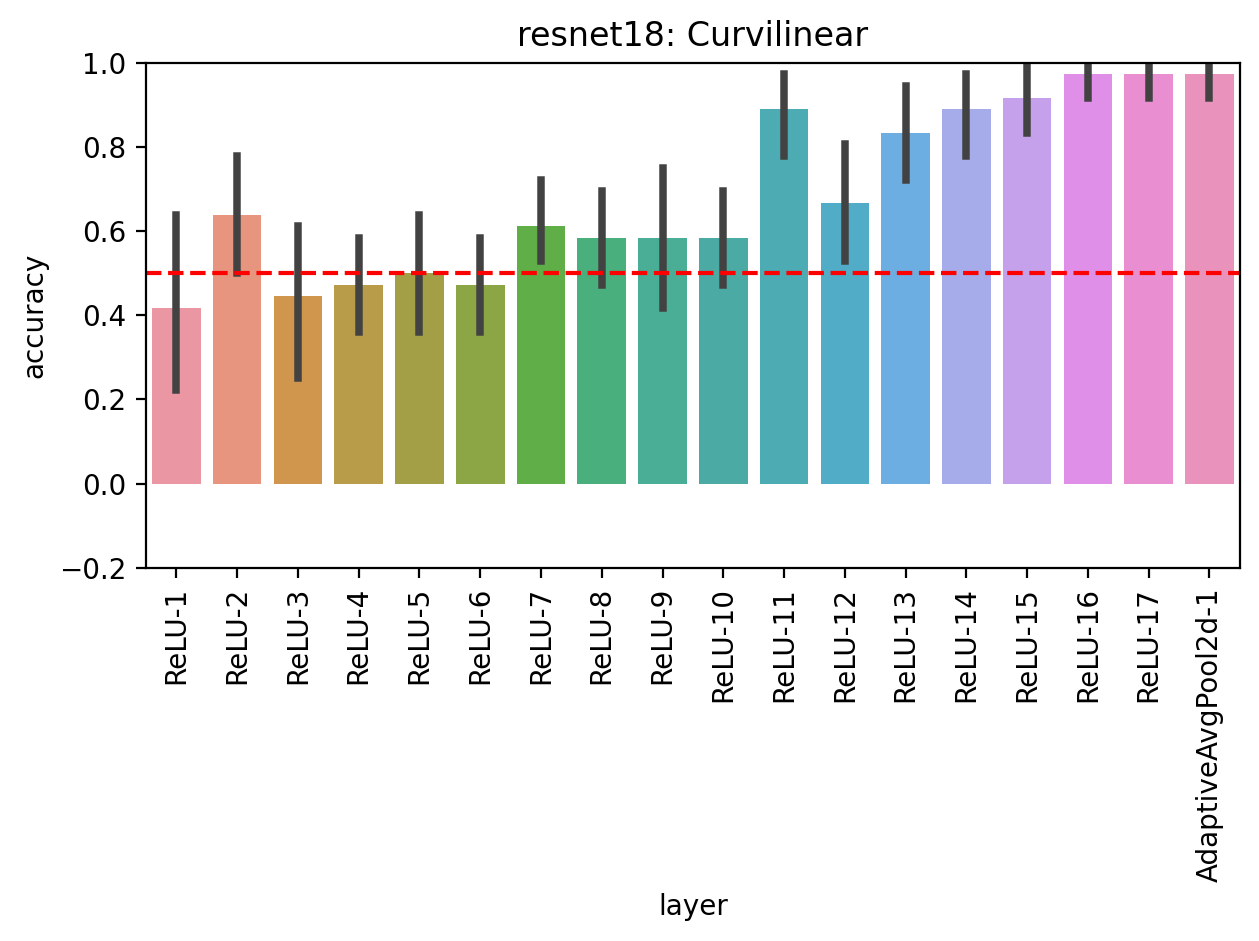 resnet18: Curvilinear
1.0
0.8
0.6
0.4
0.2
0.0
−0.2
accuracy
ReLU-1
ReLU-2
ReLU-3
ReLU-4
ReLU-5
ReLU-6
ReLU-7
ReLU-8
ReLU-9
ReLU-10
ReLU-11
ReLU-12
ReLU-13
ReLU-14
ReLU-15
ReLU-16
ReLU-17
AdaptiveAvgPool2d-1
layer